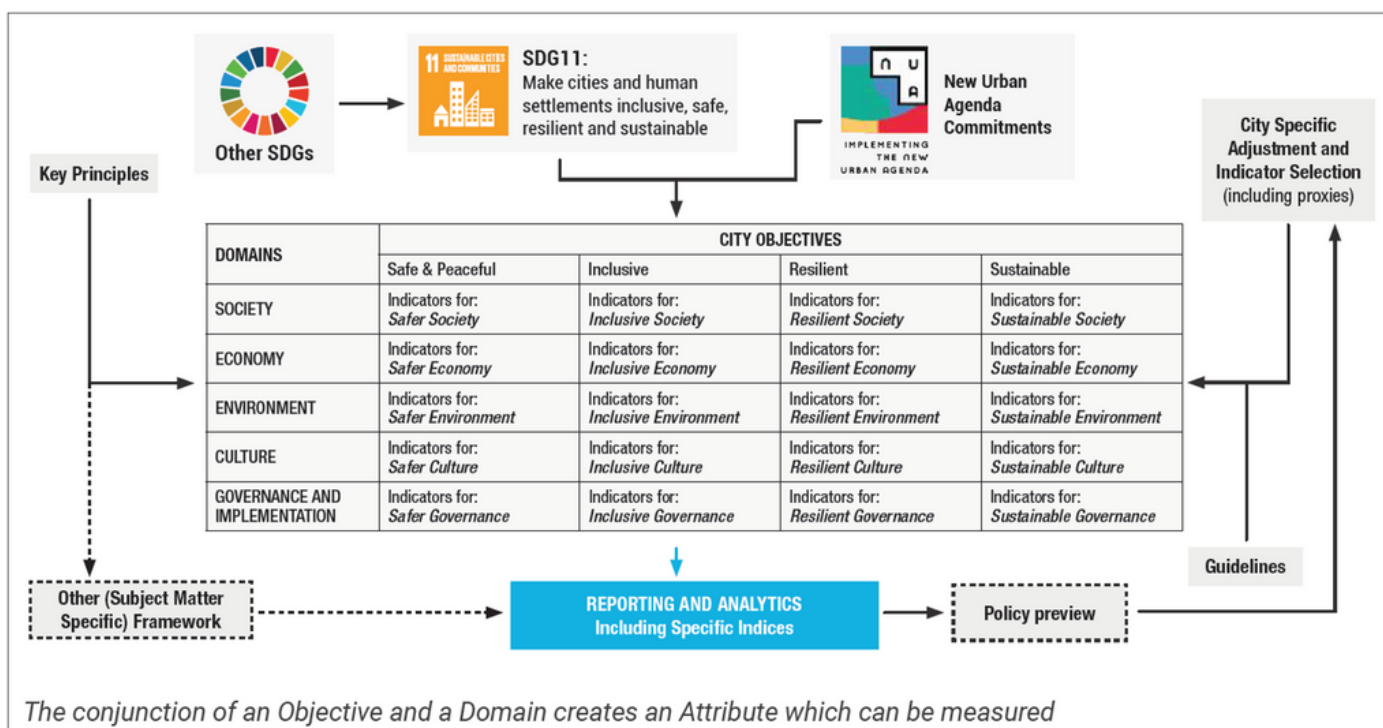 Other SDGs
11 SUSTAINABLE CITIES
AND COMMUNITIES
SDG11:
Make cities and human
settlements inclusive, safe,
resilient and sustainable
N U
A
IMPLEMENTING
THE NEW
URBAN AGENDA
New Urban
Agenda
Commitments
Key Principles
City Specific
Adjustment and
Indicator Selection
(including proxies)
DOMAINS
CITY OBJECTIVES
Safe & Peaceful
Inclusive
Resilient
Sustainable
SOCIETY
Indicators for:
Safer Society
Indicators for:
Inclusive Society
Indicators for:
Resilient Society
Indicators for:
Sustainable Society
ECONOMY
Indicators for:
Safer Economy
Indicators for:
Inclusive Economy
Indicators for:
Resilient Economy
Indicators for:
Sustainable Economy
ENVIRONMENT
Indicators for:
Safer Environment
Indicators for:
Inclusive Environment
Indicators for:
Resilient Environment
Indicators for:
Sustainable Environment
CULTURE
Indicators for:
Safer Culture
Indicators for:
Inclusive Culture
Indicators for:
Resilient Culture
Indicators for:
Sustainable Culture
GOVERNANCE AND
IMPLEMENTATION
Indicators for:
Safer Governance
Indicators for:
Inclusive Governance
Indicators for:
Resilient Governance
Indicators for:
Sustainable Governance
Guidelines
Other (Subject Matter
Specific) Framework
REPORTING AND ANALYTICS
Including Specific Indices
Policy preview
The conjunction of an Objective and a Domain creates an Attribute which can be measured